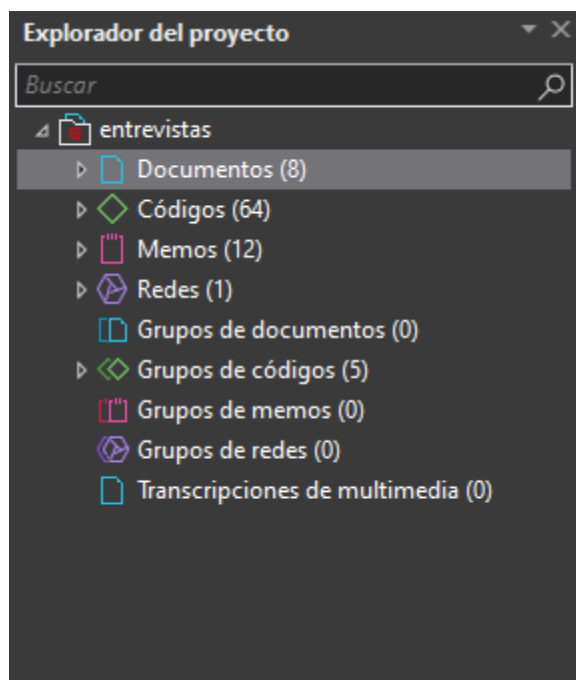 Explorador del proyecto
Buscar
entrevistas
Documentos (8)
Códigos (64)
Memos (12)
Redes (1)
Grupos de documentos (0)
Grupos de códigos (5)
Grupos de memos (0)
Grupos de redes (0)
Transcripciones de multimedia (0)